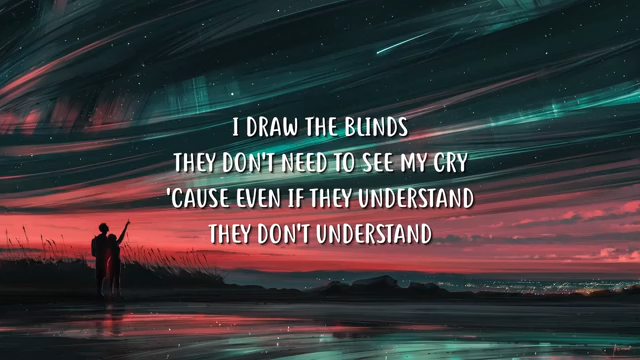 I DRAW THE BLINDS
THEY DON'T NEED TO SEE MY CRY
'CAUSE EVEN IF THEY UNDERSTAND
THEY DON'T UNDERSTAND